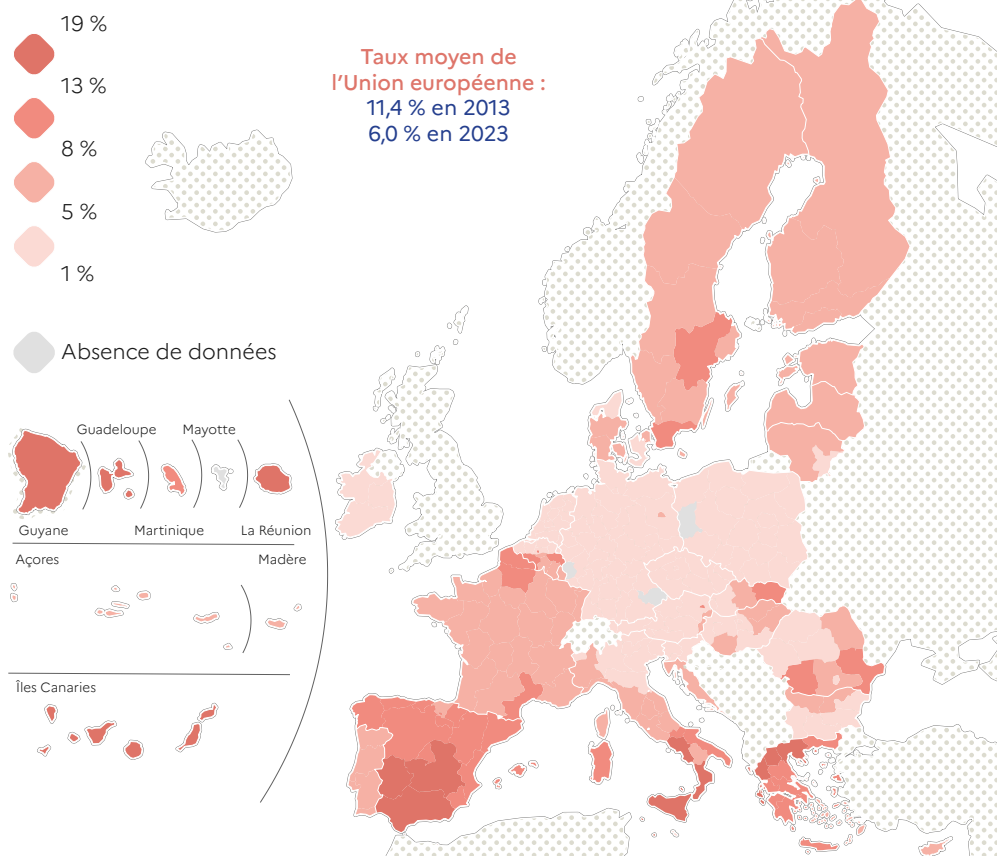 19 %
13 %
8 %
5 %
1 %
Absence de données
Taux moyen de
l’Union européenne :
11,4 % en 2013
6,0 % en 2023
Guadeloupe
Mayotte
Guyane
Martinique
La Réunion
Açores
Madère
Îles Canaries